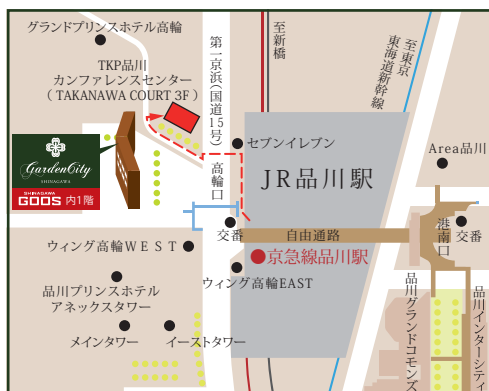 グランドプリンスホテル高輪
TKP品川
カンファレンスセンター
( TAKANAWA COURT 3F )
第一京浜(国道15号)
至新橋
至東京
東海道新幹線
GardenCity
SHINAGAWA
SHINAGAWA
GOOS 内1階
セブンイレブン
高輪口
JR品川駅
Area品川
交番
自由通路
港南口
交番
ウィング高輪WEST
京急線品川駅
ウィング高輪EAST
品川プリンスホテル
アネックスタワー
メインタワー
イーストタワー
品川グランドコモンズ
品川インターシティ